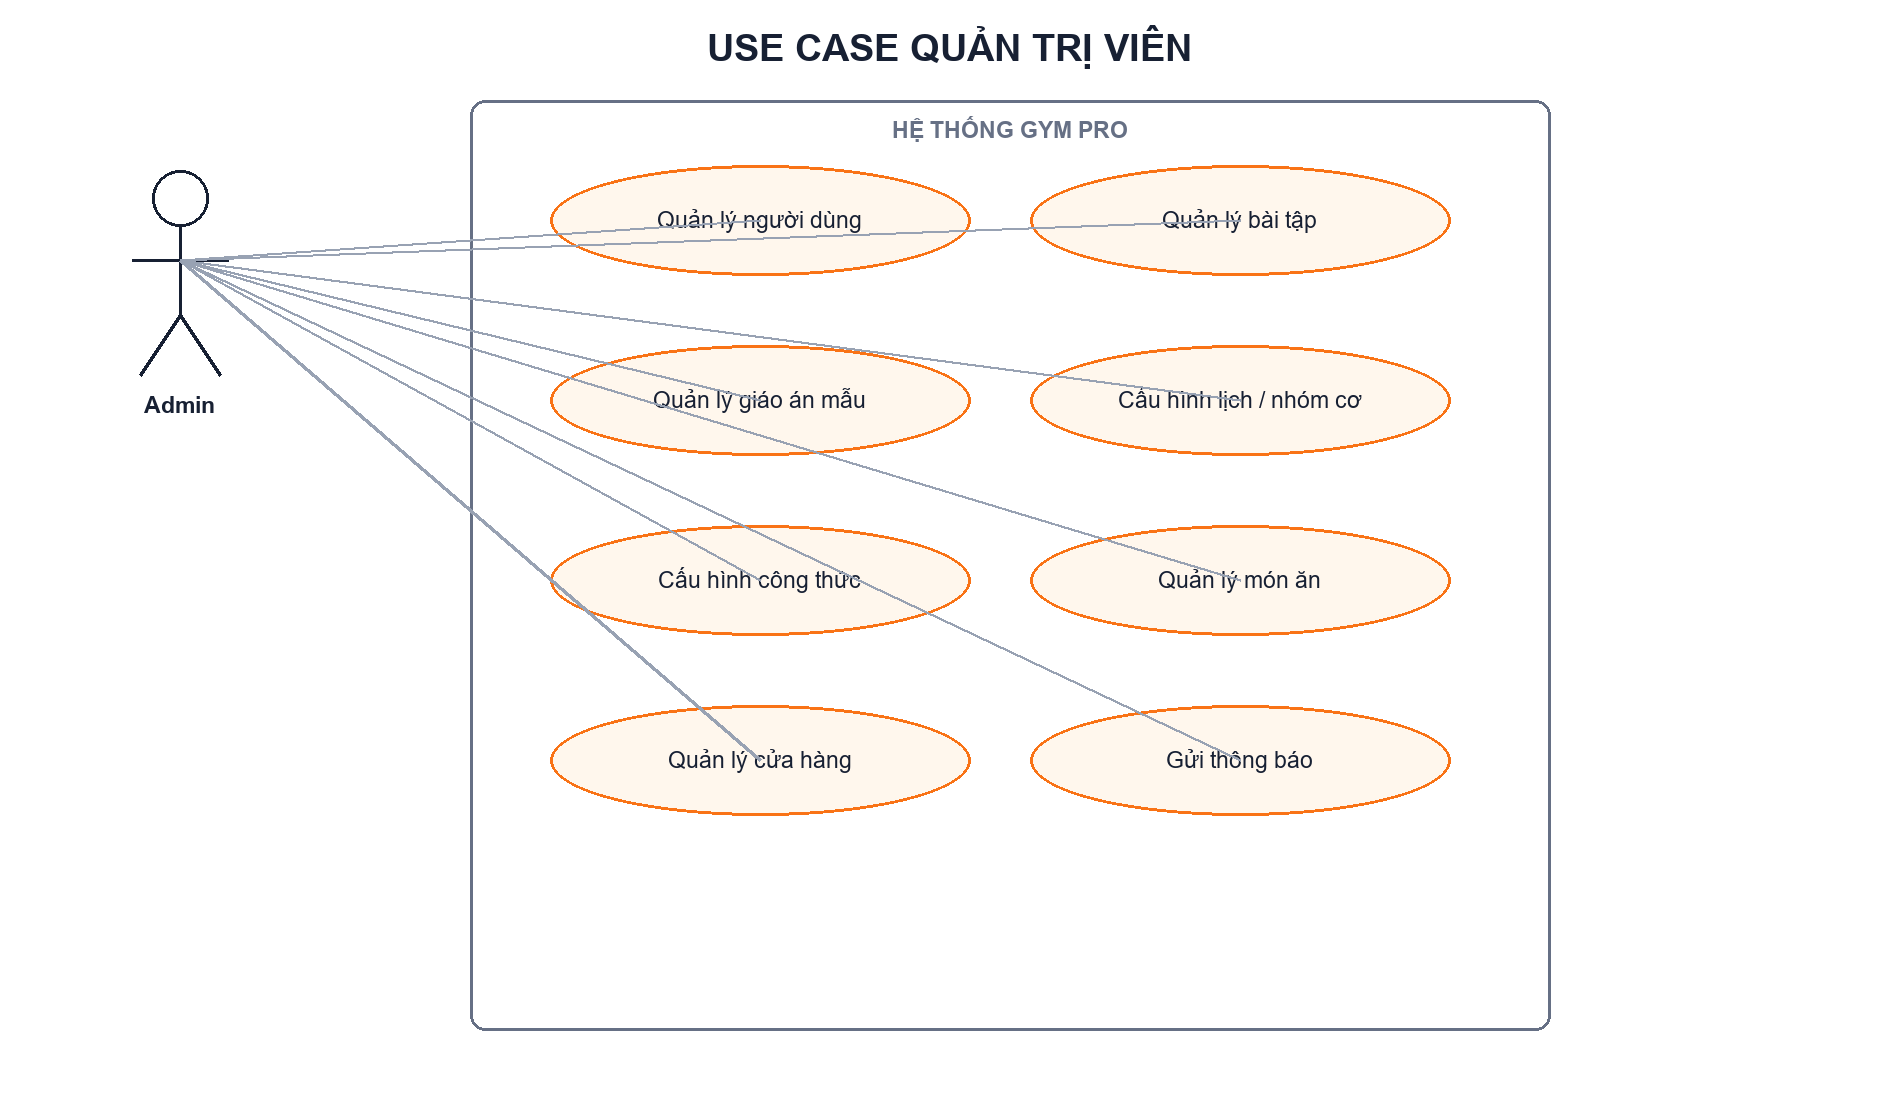 USE CASE QUẢN TRỊ VIÊN
HỆ THỐNG GYM PRO
Quản lý người dùng
Quản lý bài tập
Admin
Quản lý giáo án mẫu
Cấu hình lịch / nhóm cơ
Cấu hình công thức
Quản lý món ăn
Quản lý cửa hàng
Gửi thông báo